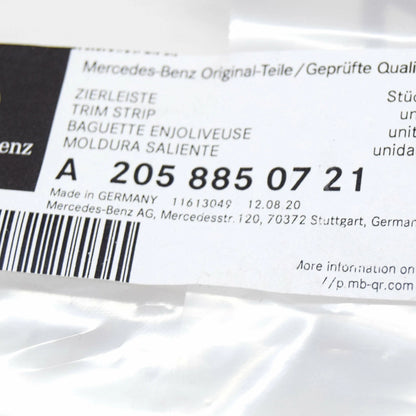 Mercedes-Benz Original-Teile/Geprüfte Quali
ZIERLEISTE
TRIM STRIP
BAGUETTE ENJOLIVEUSE
MOLDURA SALIENTE
Stüc
un
unit
unida
enz
A 205 885 07 21
Made in GERMANY 11613049 12.08 20
Mercedes-Benz AG, Mercedesstr. 120, 70372 Stuttgart, German
More information on
//p.mb-qr.com